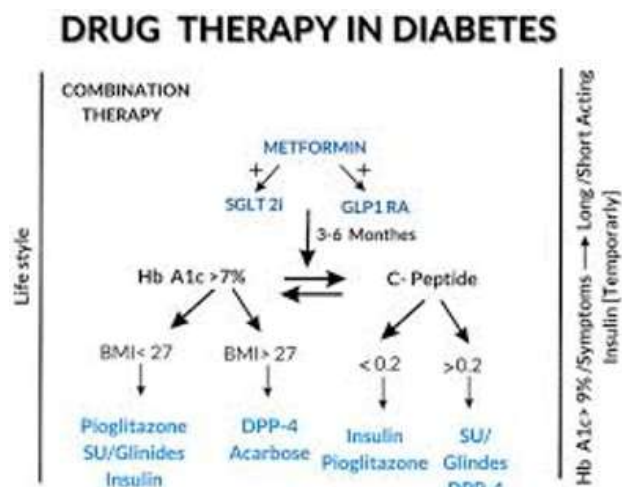 DRUG THERAPY IN DIABETES
COMBINATION
THERAPY
METFORMIN
+ +
SGLT 2i GLP1 RA
3-6 Monthes
Hb A1c >7% C- Peptide
BMI< 27 BMI> 27 < 0.2 >0.2
Pioglitazone
SU/Glinides
Insulin
DPP-4
Acarbose
Insulin
Pioglitazone
SU/
Glindes
DPP-4
Life style
Hb A1c> 9% /Symptoms → Long /Short Acting
Insulin [Temporarly]